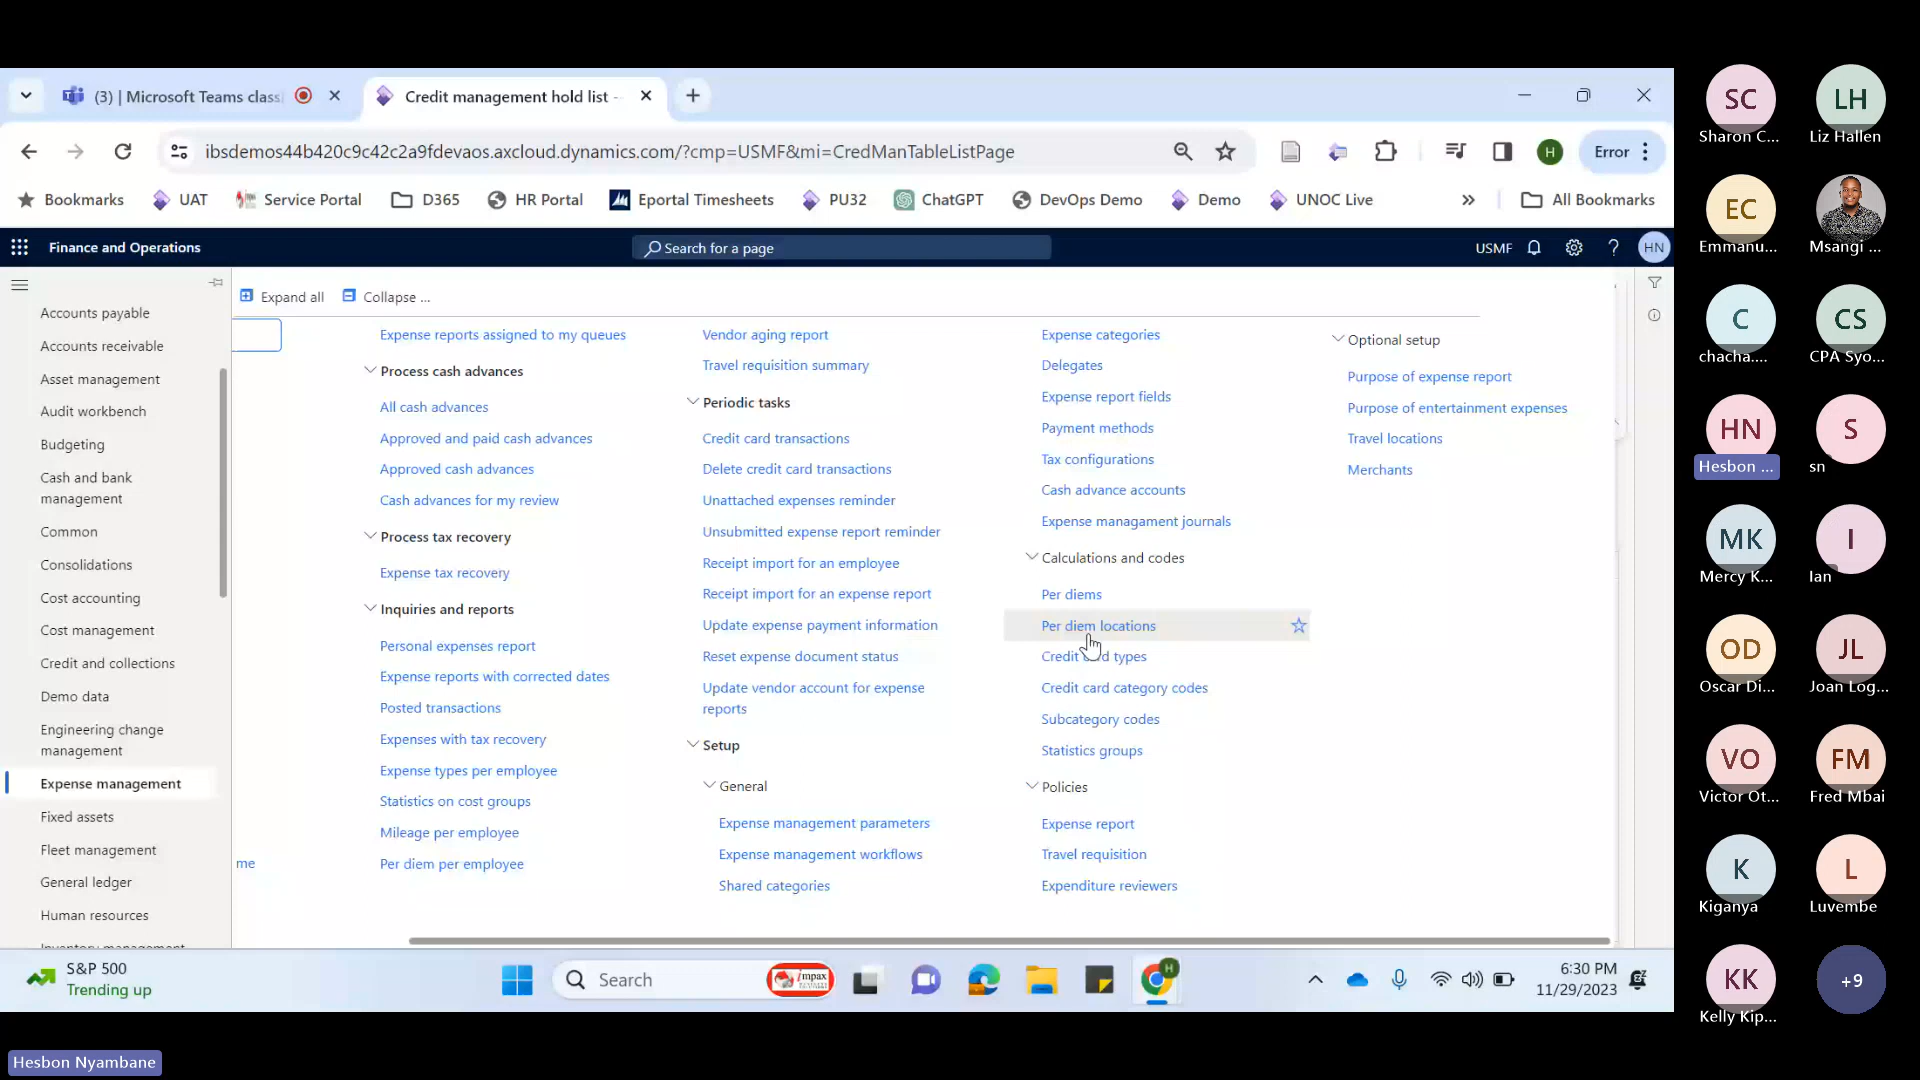 (3) | Microsoft Teams class
Credit management hold list -
ibsdemos44b420c9c42c2a9fdevaos.axcloud.dynamics.com/?cmp=USMF&mi=CredManTableListPage
H
Error
Bookmarks
UAT
Service Portal
D365
HR Portal
Eportal Timesheets
PU32
ChatGPT
DevOps Demo
Demo
UNOC Live
All Bookmarks
Finance and Operations
Search for a page
USMF
HN
Accounts payable
Accounts receivable
Asset management
Audit workbench
Budgeting
Cash and bank
management
Common
Consolidations
Cost accounting
Cost management
Credit and collections
Demo data
Engineering change
management
Expense management
Fixed assets
Fleet management
General ledger
Human resources
Inventory management
Expand all
Collapse ...
me
Expense reports assigned to my queues
Process cash advances
All cash advances
Approved and paid cash advances
Approved cash advances
Cash advances for my review
Process tax recovery
Expense tax recovery
Inquiries and reports
Personal expenses report
Expense reports with corrected dates
Posted transactions
Expenses with tax recovery
Expense types per employee
Statistics on cost groups
Mileage per employee
Per diem per employee
Vendor aging report
Travel requisition summary
Periodic tasks
Credit card transactions
Delete credit card transactions
Unattached expenses reminder
Unsubmitted expense report reminder
Receipt import for an employee
Receipt import for an expense report
Update expense payment information
Reset expense document status
Update vendor account for expense
reports
Setup
General
Expense management parameters
Expense management workflows
Shared categories
Expense categories
Delegates
Expense report fields
Payment methods
Tax configurations
Cash advance accounts
Expense managament journals
Calculations and codes
Per diems
Per diem locations
Credit card types
Credit card category codes
Subcategory codes
Statistics groups
Policies
Expense report
Travel requisition
Expenditure reviewers
Optional setup
Purpose of expense report
Purpose of entertainment expenses
Travel locations
Merchants
S&P 500
Trending up
Search
H
6:30 PM
11/29/2023
SC
Sharon C...
LH
Liz Hallen
EC
Emmanu...
Msangi ...
C
chacha....
CS
CPA Syo...
HN
Hesbon ...
S
sn
MK
Mercy K...
I
Ian
OD
Oscar Di...
JL
Joan Log...
VO
Victor Ot...
FM
Fred Mbai
K
Kiganya
L
Luvembe
KK
Kelly Kip...
+9
Hesbon Nyambane